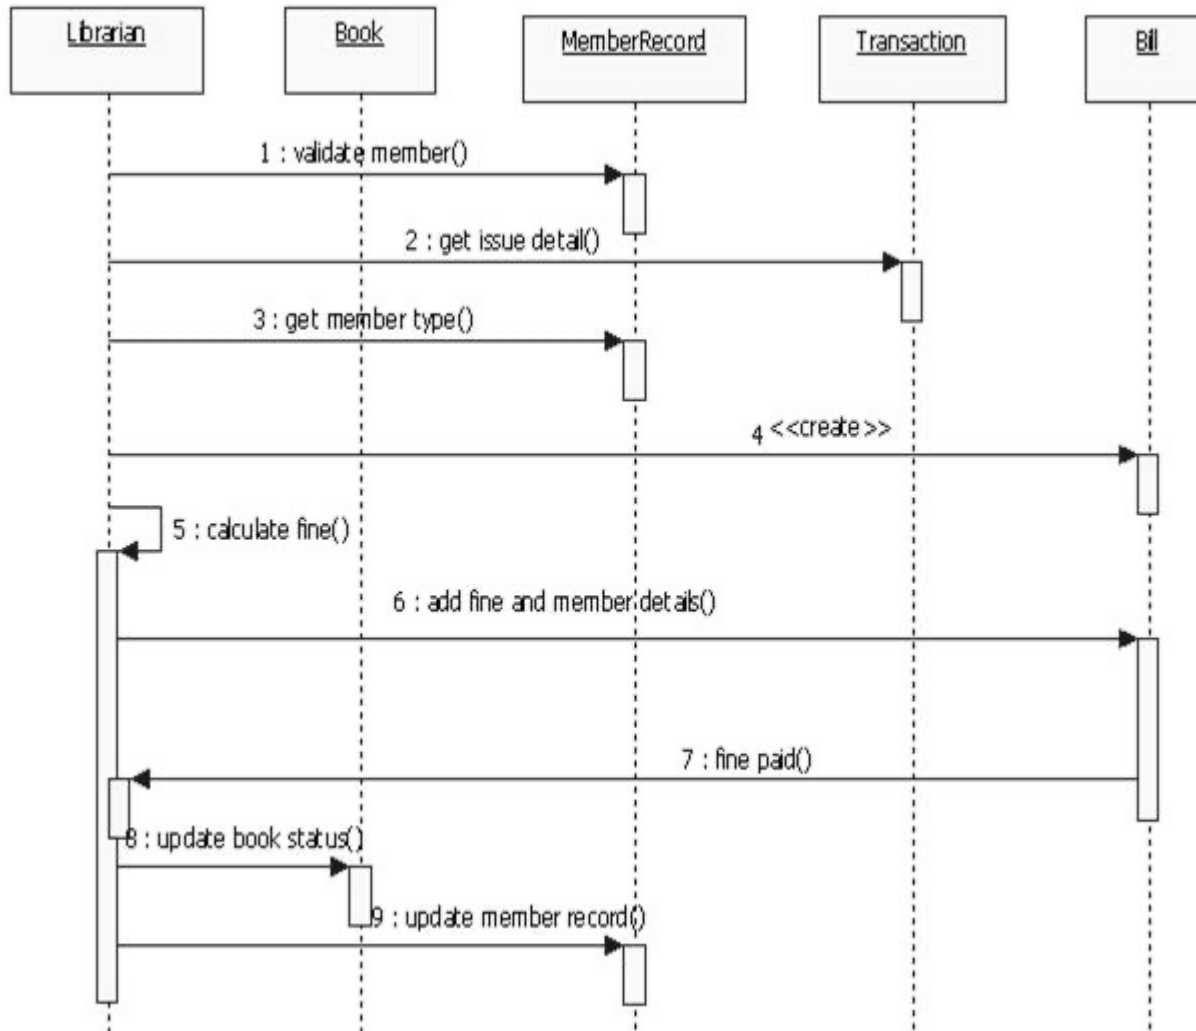 Librarian
Book
MemberRecord
Transaction
Bill
1 : validate member()
2 : get issue detail()
3 : get member type()
4 <<create>>
5 : calculate fine()
6 : add fine and member details()
7 : fine paid()
8 : update book status()
9 : update member record()